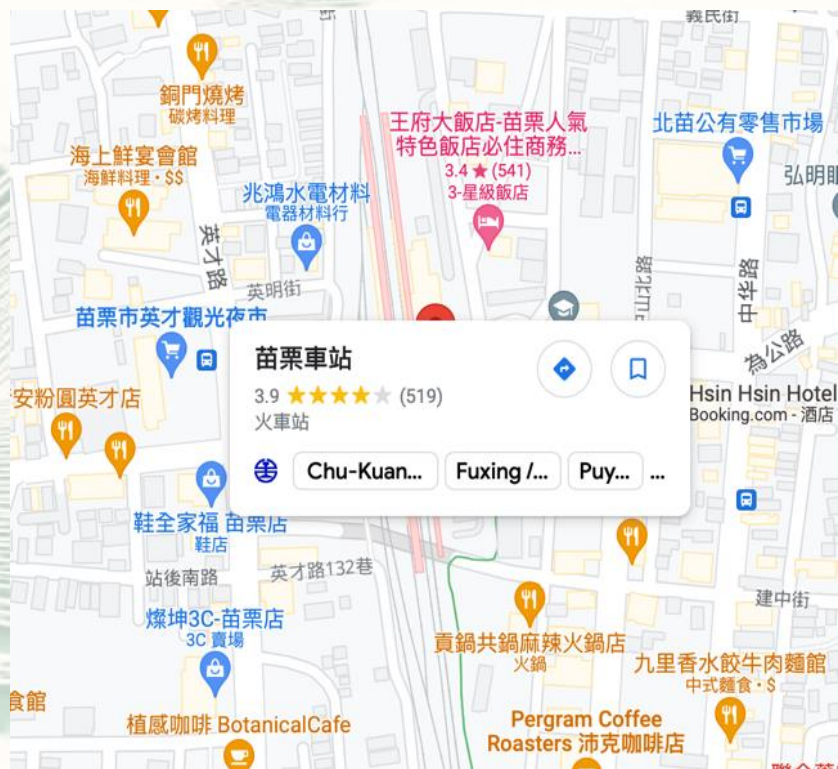 義民街
銅門燒烤
碳烤料理
王府大飯店-苗栗人氣
特色飯店必住商務...
3.4 ★ (541)
3-星級飯店
北苗公有零售市場
海上鮮宴會館
海鮮料理・$$
弘明眼
兆鴻水電材料
電器材料行
英才路
英明街
中华路
為公路
苗栗市英才觀光夜市
苗栗車站
3.9 ★★★★★ (519)
火車站
Chu-Kuan...
Fuxing /...
Puy...
...
安粉圓英才店
Hsin Hsin Hotel
Booking.com - 酒店
鞋全家福 苗栗店
鞋店
站後南路
英才路132巷
建中街
燦坤3C-苗栗店
3C 賣場
貢鍋共鍋麻辣火鍋店
火鍋
九里香水餃牛肉麵館
中式麵食・$
食館
植感咖啡 BotanicalCafe
Pergram Coffee
Roasters 沛克咖啡店